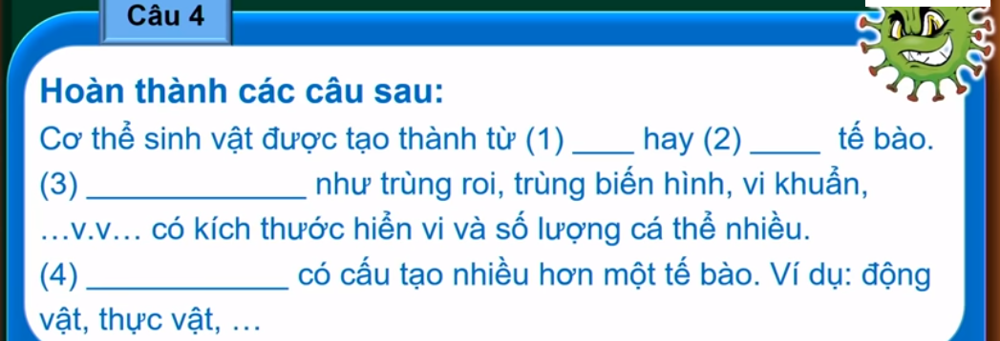 Câu 4
Hoàn thành các câu sau:
Cơ thể sinh vật được tạo thành từ (1) ____ hay (2) _____ tế bào.
(3) ______________ như trùng roi, trùng biến hình, vi khuẩn,
...v.v... có kích thước hiển vi và số lượng cá thể nhiều.
(4) _____________ có cấu tạo nhiều hơn một tế bào. Ví dụ: động
vật, thực vật, ...